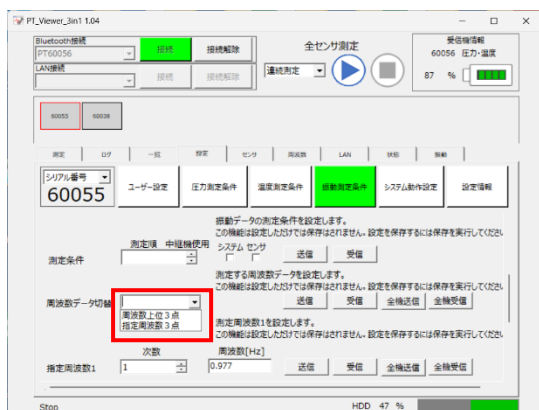 PT_Viewer_3in1 1.04
Bluetooth接続
PT60056
接続
接続解除
LAN接続
接続
接続解除
全センサ測定
連続測定
受信機情報
60056 圧力・温度
87 %
60055 60038
測定 ログ 一覧 設定 センサ 周波数 LAN 状態 振動
シリアル番号
60055
ユーザー設定
圧力測定条件
温度測定条件
振動測定条件
システム動作設定
設定情報
振動データの測定条件を設定します。
この機能は設定しただけでは保存はされません。設定を保存するには保存を実行してくださ
測定順 中継機使用 システム センサ
測定条件
送信 受信
測定する周波数データを設定します。
この機能は設定しただけでは保存はされません。設定を保存するには保存を実行してくださ
周波数データ切替
送信 受信 全機送信 全機受信
周波数上位3点
指定周波数3点
測定周波数1を設定します。
この機能は設定しただけでは保存はされません。設定を保存するには保存を実行してくださ
次数 周波数[Hz]
指定周波数1 1 0.977 送信 受信 全機送信 全機受信
Stop
HDD 47 %